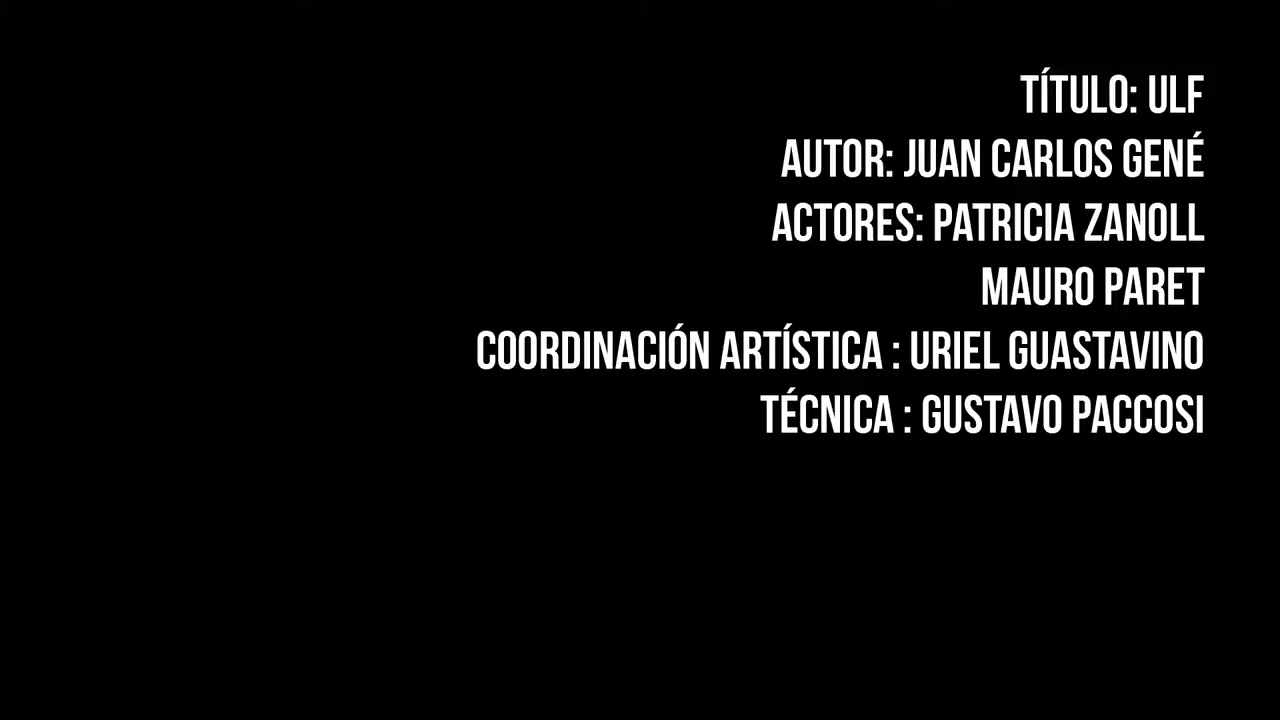 TÍTULO: ULF
AUTOR: JUAN CARLOS GENÉ
ACTORES: PATRICIA ZANOLL
MAURO PARET
COORDINACIÓN ARTÍSTICA : URIEL GUASTAVINO
TÉCNICA : GUSTAVO PACCOSI